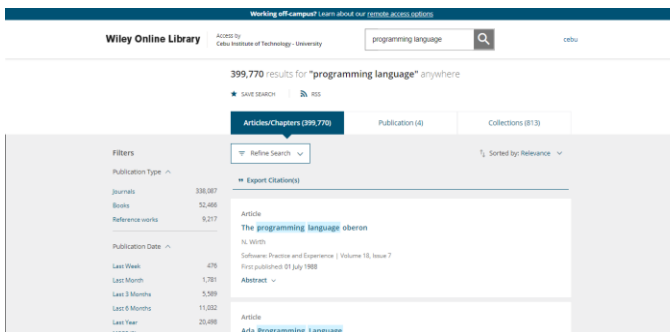 Working off-campus? Learn about our remote access options
Wiley Online Library
Access by
Cebu Institute of Technology - University
programming language
cebu
399,770 results for "programming language" anywhere
SAVE SEARCH
RSS
Articles/Chapters (399,770)
Publication (4)
Collections (813)
Filters
Refine Search
Sorted by: Relevance
Publication Type
Export Citation(s)
Journals 338,087
Books 52,466
Reference works 9,217
Article
The programming language oberon
N. Wirth
Software: Practice and Experience | Volume 18, Issue 7
First published: 01 July 1988
Abstract
Publication Date
Last Week 476
Last Month 1,781
Last 3 Months 5,589
Last 6 Months 11,032
Last Year 20,498
Article
Ada Programming Language